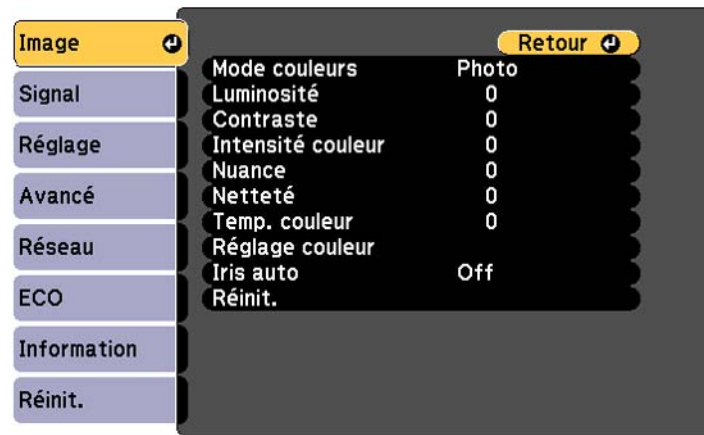 Image
Signal
Réglage
Avancé
Réseau
ECO
Information
Réinit.
Retour
Mode couleurs Photo
Luminosité 0
Contraste 0
Intensité couleur 0
Nuance 0
Netteté 0
Temp. couleur 0
Réglage couleur
Iris auto Off
Réinit.